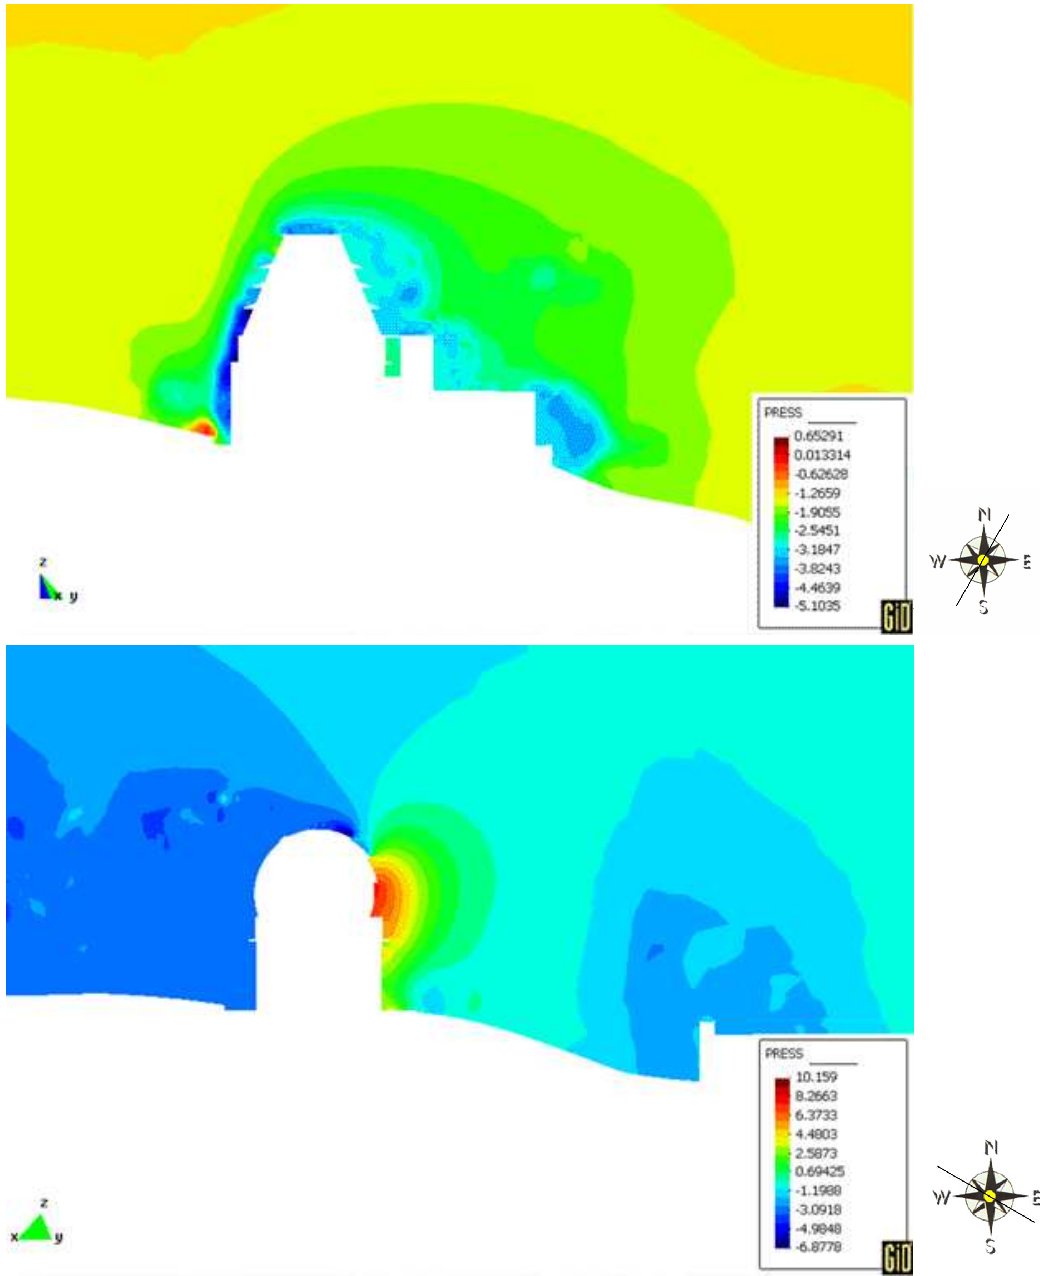 PRESS
0.65291
0.013314
-0.62628
-1.2659
-1.9055
-2.5451
-3.1847
-3.8243
-4.4639
-5.1035
GiD
z
x y
N
W E
S
PRESS
10.159
8.2663
6.3733
4.4803
2.5873
0.69425
-1.1988
-3.0918
-4.9848
-6.8778
GiD
z
x y
N
W E
S